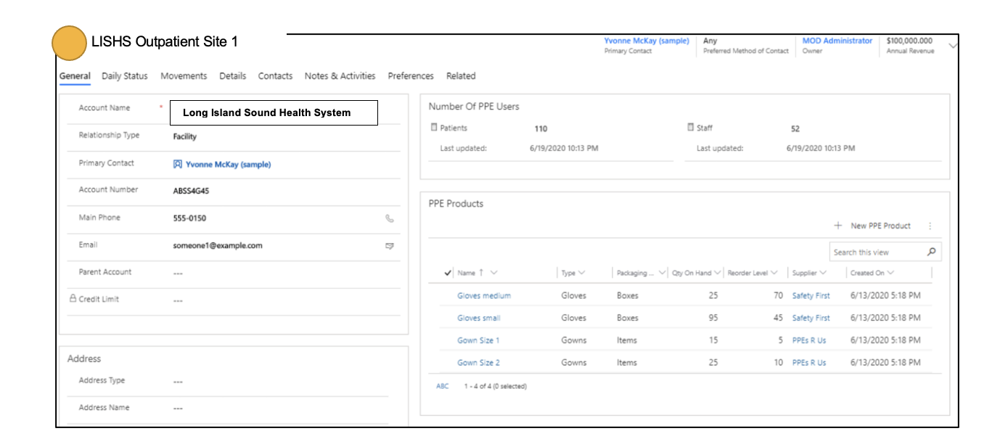 LISHS Outpatient Site 1
Yvonne McKay (sample) Any MOD Administrator $100,000.000
Primary Contact Preferred Method of Contact Owner Annual Revenue
General Daily Status Movements Details Contacts Notes & Activities Preferences Related
Account Name * Long Island Sound Health System
Relationship Type Facility
Primary Contact Yvonne McKay (sample)
Account Number ABSS4G45
Main Phone 555-0150
Email someone1@example.com
Parent Account ---
Credit Limit ---
Address
Address Type ---
Address Name ---
Number Of PPE Users
Patients 110 Staff 52
Last updated: 6/19/2020 10:13 PM Last updated: 6/19/2020 10:13 PM
PPE Products
+ New PPE Product
Search this view
Name ↑ Type Packaging ... Qty On Hand Reorder Level Supplier Created On
Gloves medium Gloves Boxes 25 70 Safety First 6/13/2020 5:18 PM
Gloves small Gloves Boxes 95 45 Safety First 6/13/2020 5:18 PM
Gown Size 1 Gowns Items 15 5 PPEs R Us 6/13/2020 5:18 PM
Gown Size 2 Gowns Items 25 10 PPEs R Us 6/13/2020 5:18 PM
ABC 1 - 4 of 4 (0 selected)